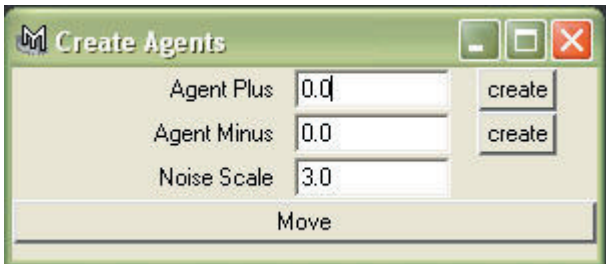 Create Agents
Agent Plus 0.0 create
Agent Minus 0.0 create
Noise Scale 3.0
Move